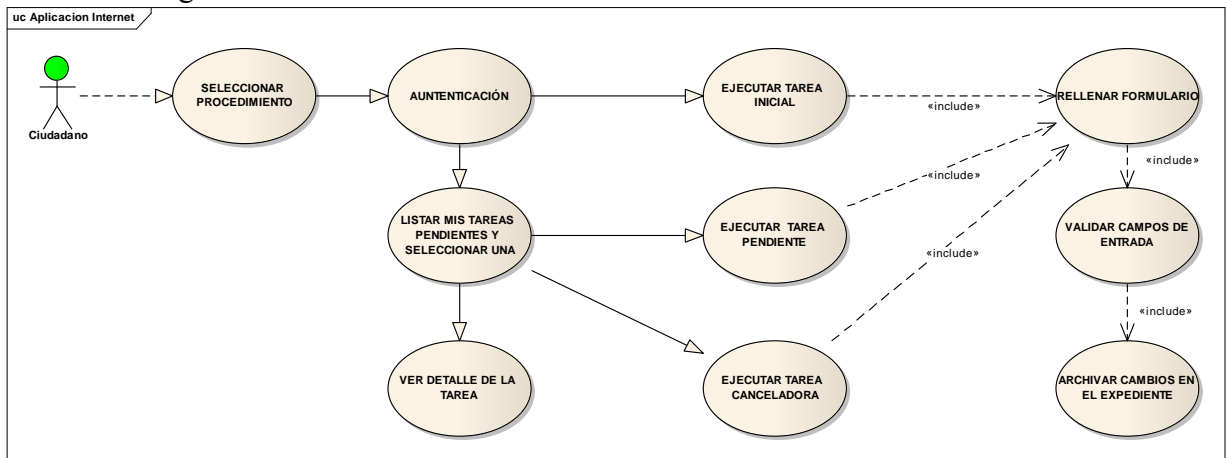 uc Aplicacion Internet
Ciudadano
SELECCIONAR
PROCEDIMIENTO
AUNTENTICACIÓN
EJECUTAR TAREA
INICIAL
«include»
RELLENAR FORMULARIO
«include»
«include»
LISTAR MIS TAREAS
PENDIENTES Y
SELECCIONAR UNA
EJECUTAR TAREA
PENDIENTE
«include»
VALIDAR CAMPOS DE
ENTRADA
«include»
VER DETALLE DE LA
TAREA
EJECUTAR TAREA
CANCELADORA
ARCHIVAR CAMBIOS EN
EL EXPEDIENTE